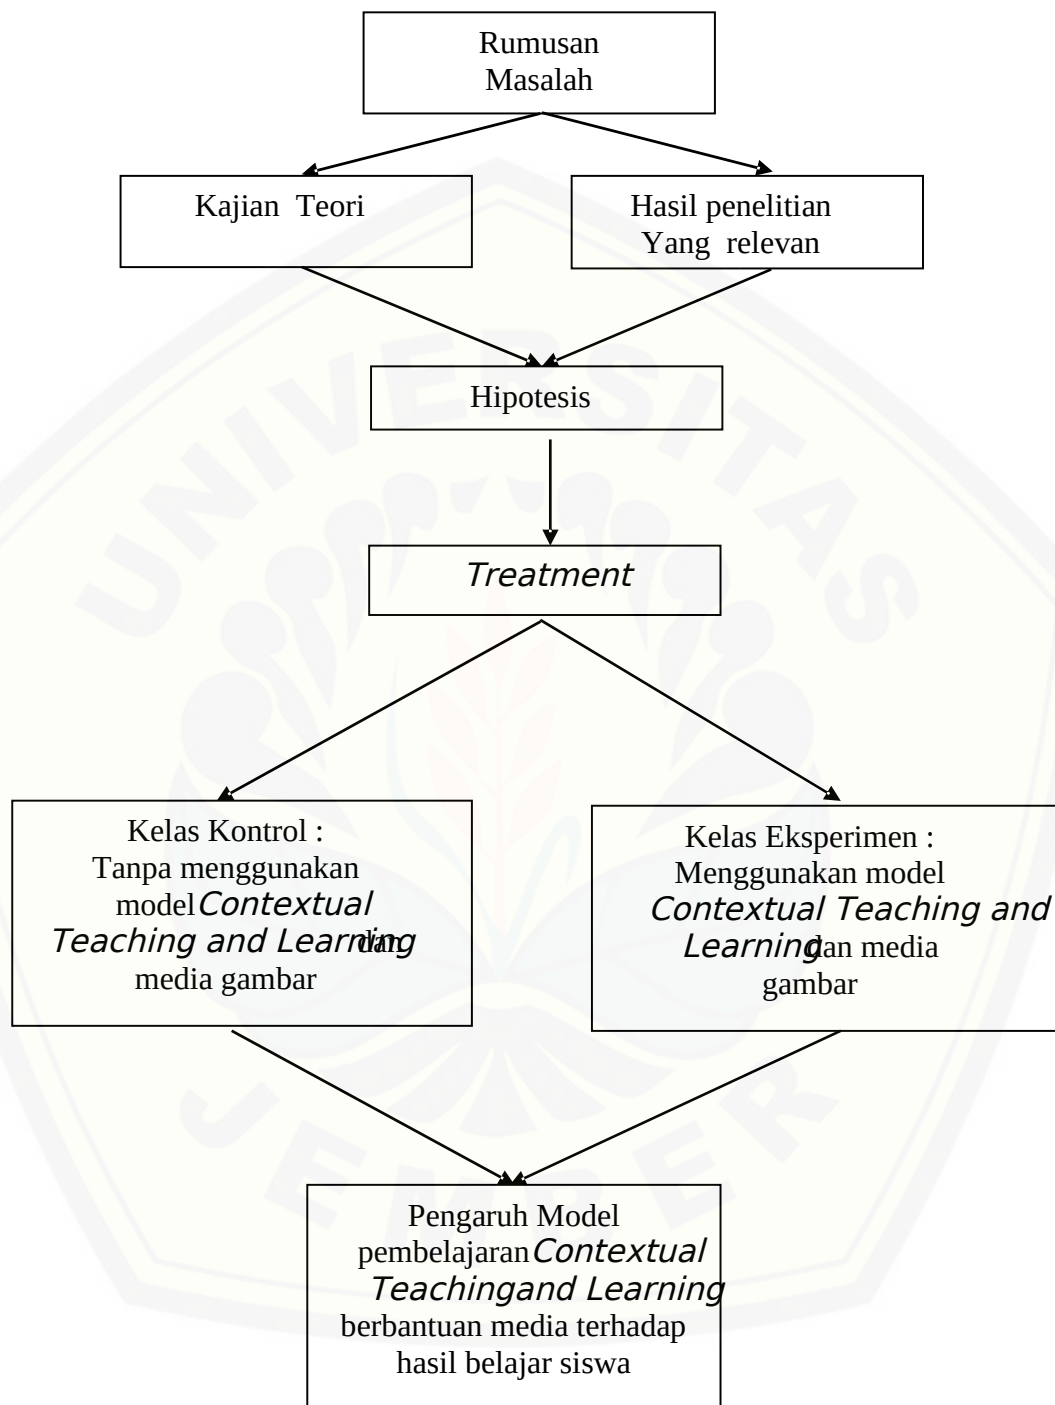 Rumusan
Masalah
Kajian Teori
Hasil penelitian
Yang relevan
Hipotesis
Treatment
Kelas Kontrol :
Tanpa menggunakan
model Contextual
Teaching and Learning dan
media gambar
Kelas Eksperimen :
Menggunakan model
Contextual Teaching and
Learning dan media
gambar
Pengaruh Model
pembelajaran Contextual
Teachingand Learning
berbantuan media terhadap
hasil belajar siswa
UNIVERSITAS
JEMBER